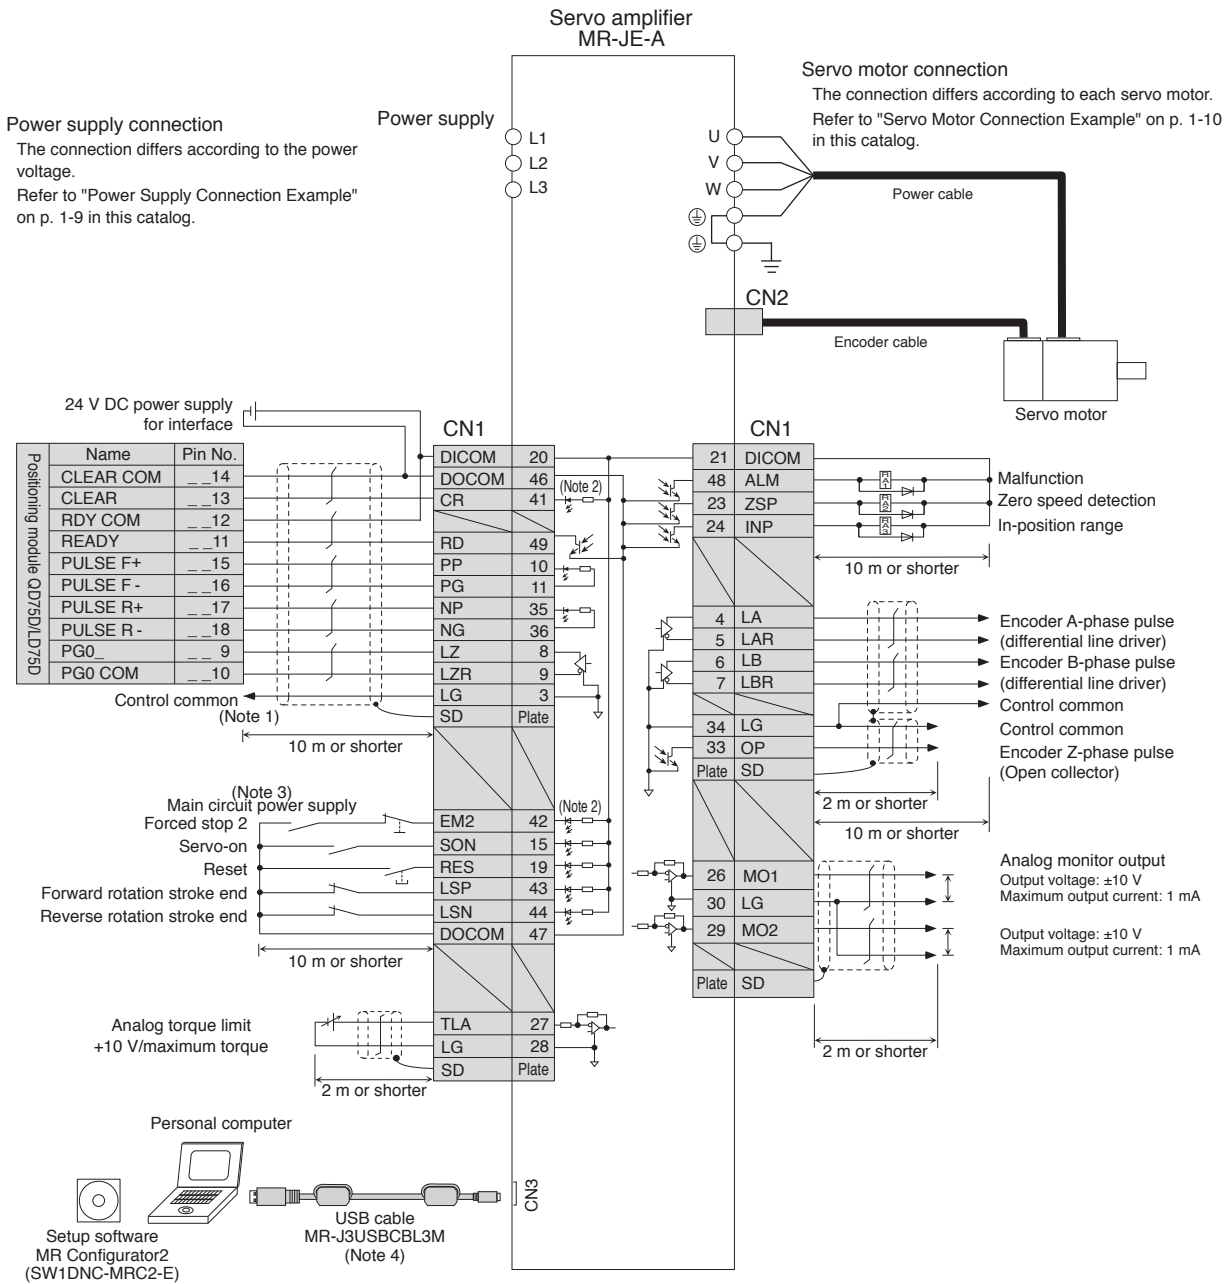 Servo amplifier
MR-JE-A
Power supply connection
The connection differs according to the power
voltage.
Refer to "Power Supply Connection Example"
on p. 1-9 in this catalog.
Power supply
L1
L2
L3
U
V
W
Servo motor connection
The connection differs according to each servo motor.
Refer to "Servo Motor Connection Example" on p. 1-10
in this catalog.
Power cable
CN2
Encoder cable
Servo motor
24 V DC power supply
for interface
Positioning module QD75D/LD75D
Name Pin No.
CLEAR COM _ _14
CLEAR _ _13
RDY COM _ _12
READY _ _11
PULSE F+ _ _15
PULSE F - _ _16
PULSE R+ _ _17
PULSE R - _ _18
PG0_ _ _ 9
PG0 COM _ _10
Control common
(Note 1)
10 m or shorter
CN1
DICOM 20
DOCOM 46
CR 41
(Note 2)
RD 49
PP 10
PG 11
NP 35
NG 36
LZ 8
LZR 9
LG 3
SD Plate
(Note 3)
Main circuit power supply
Forced stop 2
Servo-on
Reset
Forward rotation stroke end
Reverse rotation stroke end
10 m or shorter
(Note 2)
EM2 42
SON 15
RES 19
LSP 43
LSN 44
DOCOM 47
Analog torque limit
+10 V/maximum torque
2 m or shorter
TLA 27
LG 28
SD Plate
CN1
21 DICOM
48 ALM
23 ZSP
24 INP
RA1
RA2
RA3
Malfunction
Zero speed detection
In-position range
10 m or shorter
4 LA
5 LAR
6 LB
7 LBR
34 LG
33 OP
Plate SD
Encoder A-phase pulse
(differential line driver)
Encoder B-phase pulse
(differential line driver)
Control common
Control common
Encoder Z-phase pulse
(Open collector)
2 m or shorter
10 m or shorter
26 MO1
30 LG
29 MO2
Plate SD
Analog monitor output
Output voltage: ±10 V
Maximum output current: 1 mA
Output voltage: ±10 V
Maximum output current: 1 mA
2 m or shorter
Personal computer
Setup software
MR Configurator2
(SW1DNC-MRC2-E)
USB cable
MR-J3USBCBL3M
(Note 4)
CN3